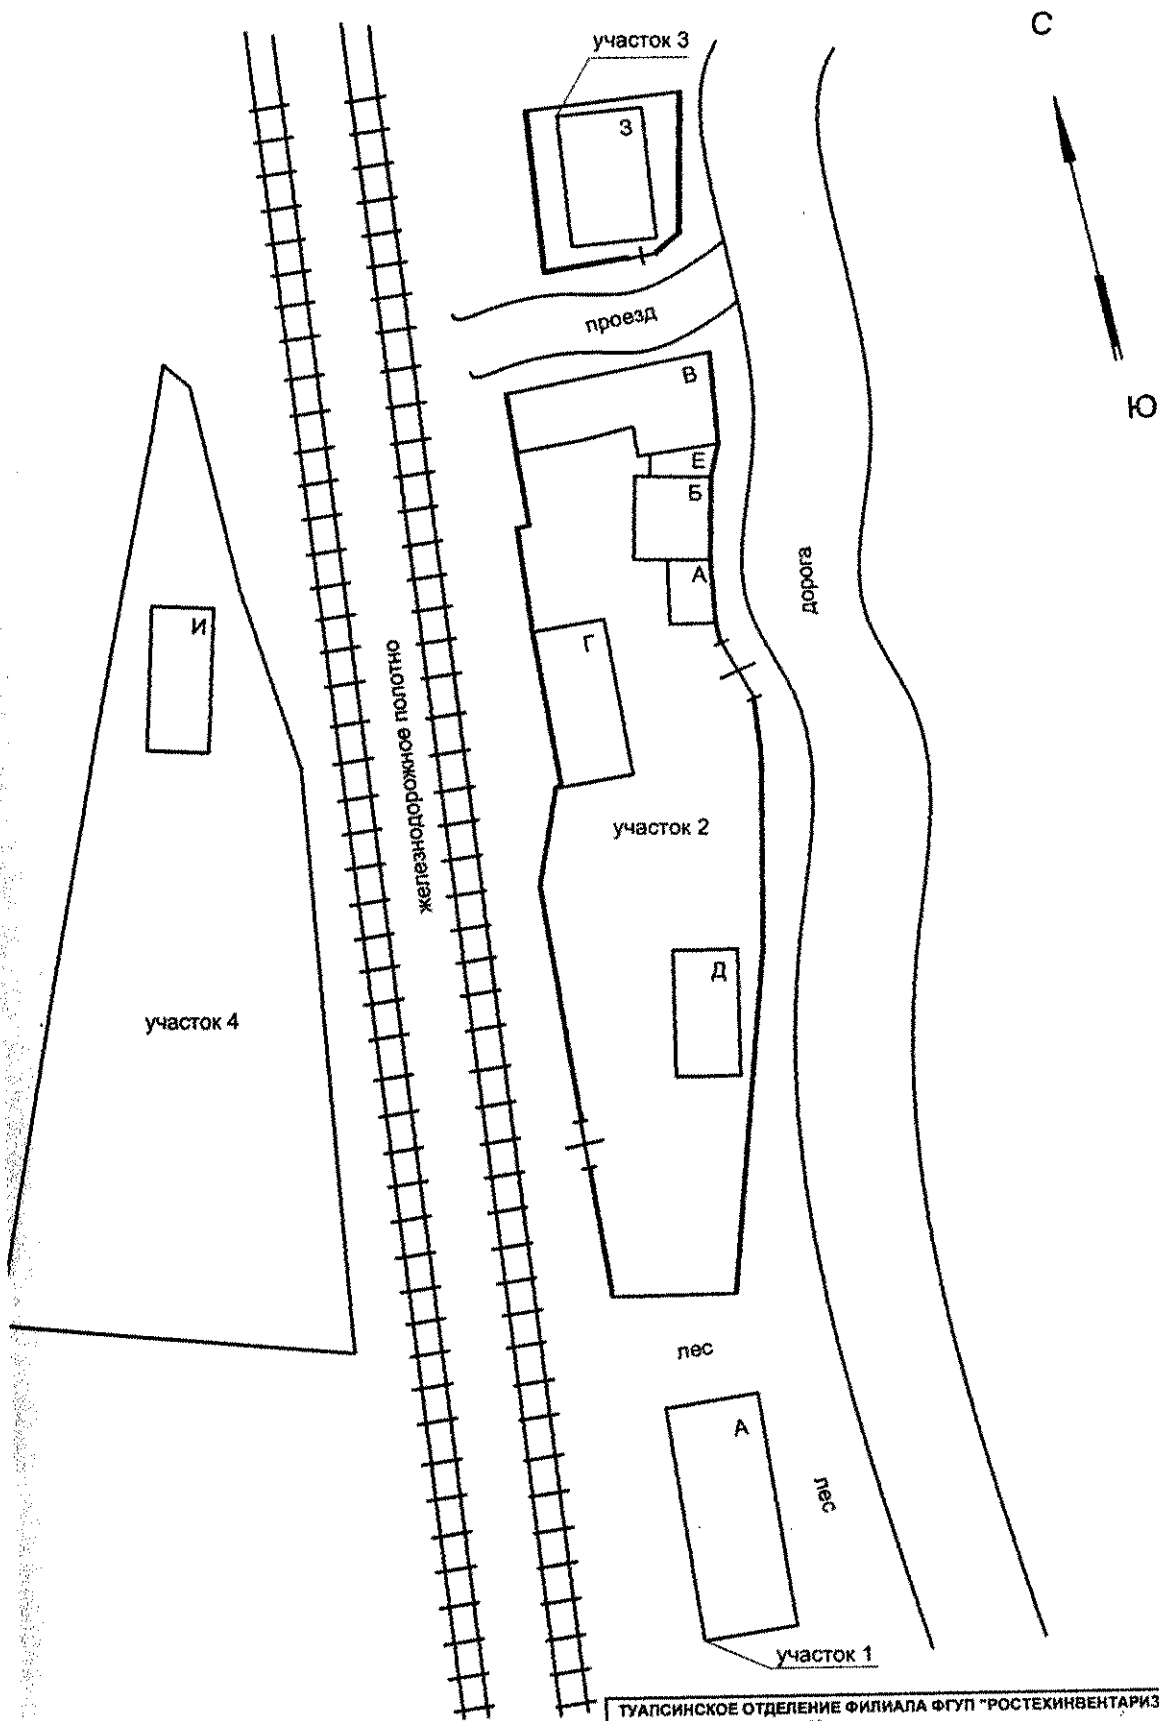 С
участок 3
З
Ю
проезд
В
Е
Б
А
дорога
И
Г
железнодорожное полотно
участок 2
Д
участок 4
лес
А
лес
участок 1
ТУАПСИНСКОЕ ОТДЕЛЕНИЕ ФИЛИАЛА ФГУП "РОСТЕХИНВЕНТАРИЗ